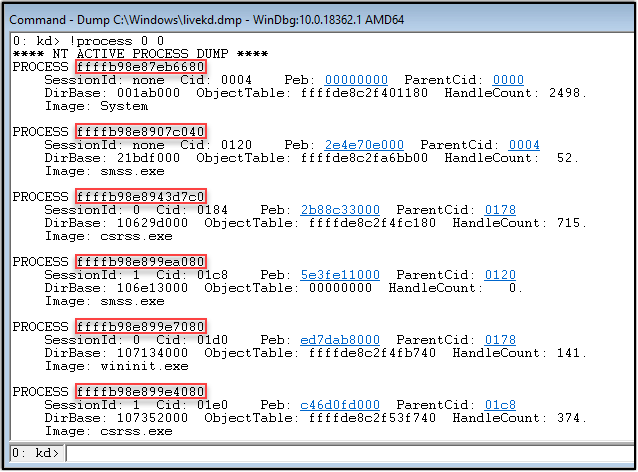 Command - Dump C:\Windows\livekd.dmp - WinDbg:10.0.18362.1 AMD64
0: kd> !process 0 0
**** NT ACTIVE PROCESS DUMP ****
PROCESS ffffb98e87eb6680
SessionId: none Cid: 0004 Peb: 00000000 ParentCid: 0000
DirBase: 001ab000 ObjectTable: ffffde8c2f401180 HandleCount: 2498.
Image: System
PROCESS ffffb98e8907c040
SessionId: none Cid: 0120 Peb: 2e4e70e000 ParentCid: 0004
DirBase: 21bdf000 ObjectTable: ffffde8c2fa6bb00 HandleCount: 52.
Image: smss.exe
PROCESS ffffb98e8943d7c0
SessionId: 0 Cid: 0184 Peb: 2b88c33000 ParentCid: 0178
DirBase: 10629d000 ObjectTable: ffffde8c2f4fc180 HandleCount: 715.
Image: csrss.exe
PROCESS ffffb98e899ea080
SessionId: 1 Cid: 01c8 Peb: 5e3fe11000 ParentCid: 0120
DirBase: 106e13000 ObjectTable: 00000000 HandleCount: 0.
Image: smss.exe
PROCESS ffffb98e899e7080
SessionId: 0 Cid: 01d0 Peb: ed7dab8000 ParentCid: 0178
DirBase: 107134000 ObjectTable: ffffde8c2f4fb740 HandleCount: 141.
Image: wininit.exe
PROCESS ffffb98e899e4080
SessionId: 1 Cid: 01e0 Peb: c46d0fd000 ParentCid: 01c8
DirBase: 107352000 ObjectTable: ffffde8c2f53f740 HandleCount: 374.
Image: csrss.exe
0: kd>